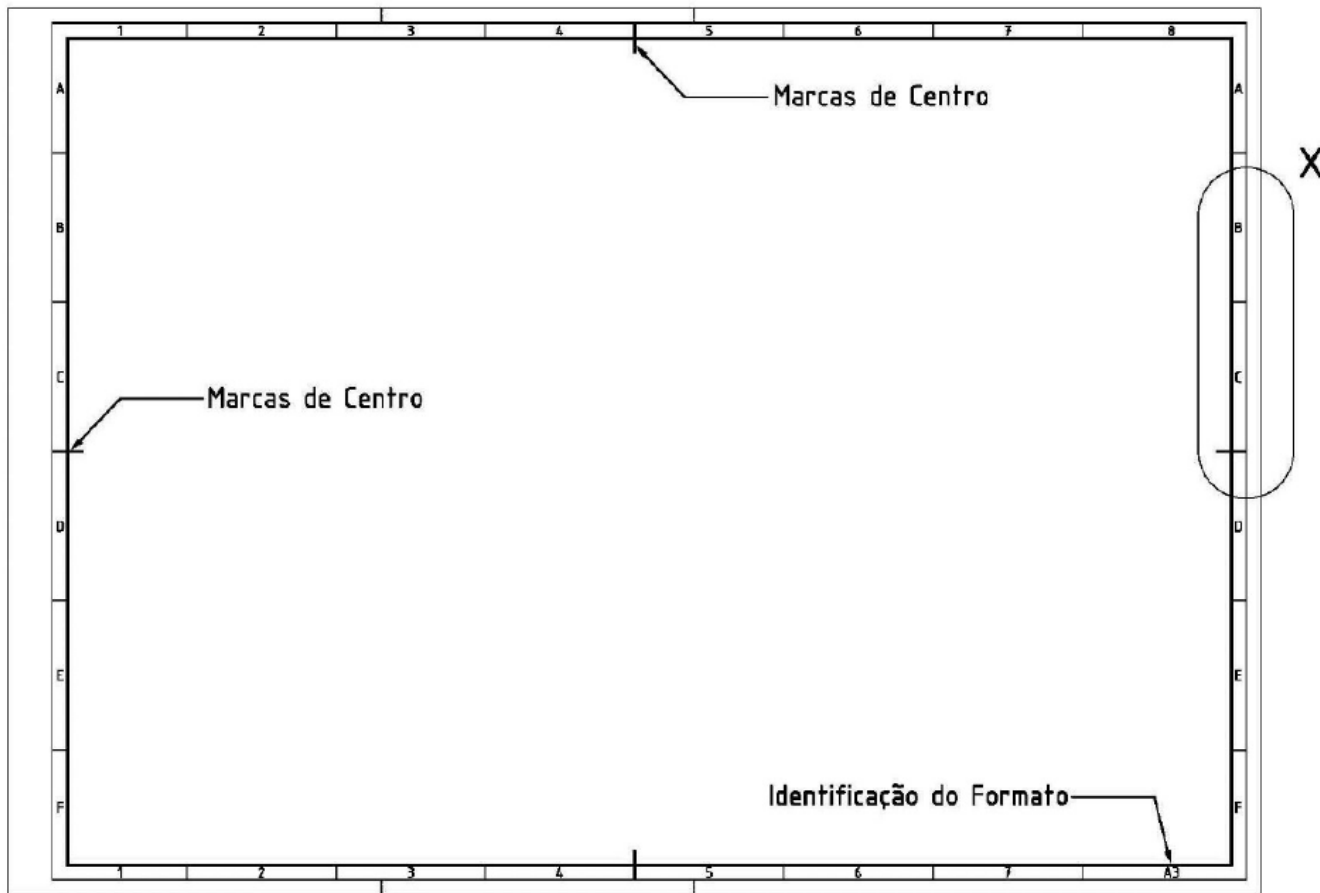 1 2 3 4 5 6 7 8
A A
Marcas de Centro
X
B B
C C
Marcas de Centro
D D
E E
Identificação do Formato
F F
1 2 3 4 5 6 7 A3